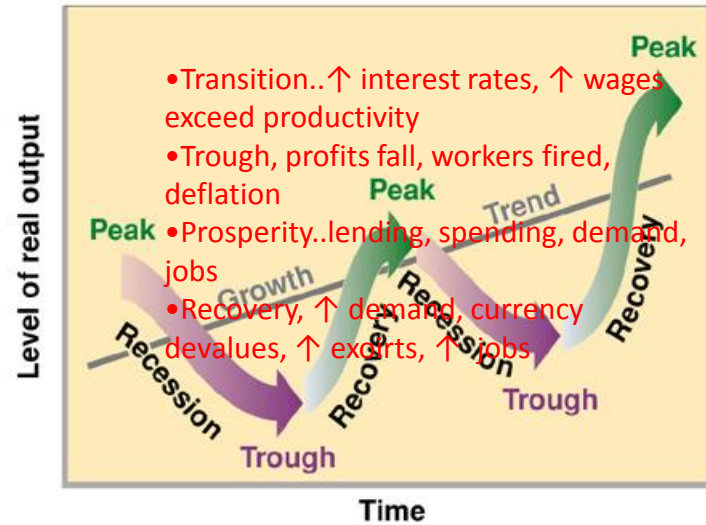 Peak
•Transition..↑ interest rates, ↑ wages
exceed productivity
•Trough, profits fall, workers fired,
deflation
Peak
Trend
Peak
•Prosperity..lending, spending, demand,
jobs
Growth
•Recovery, ↑ demand, currency
devalues, ↑ exoirts, ↑ jobs
Recession
Recovery
Recession
Recovery
Trough
Trough
Level of real output
Time